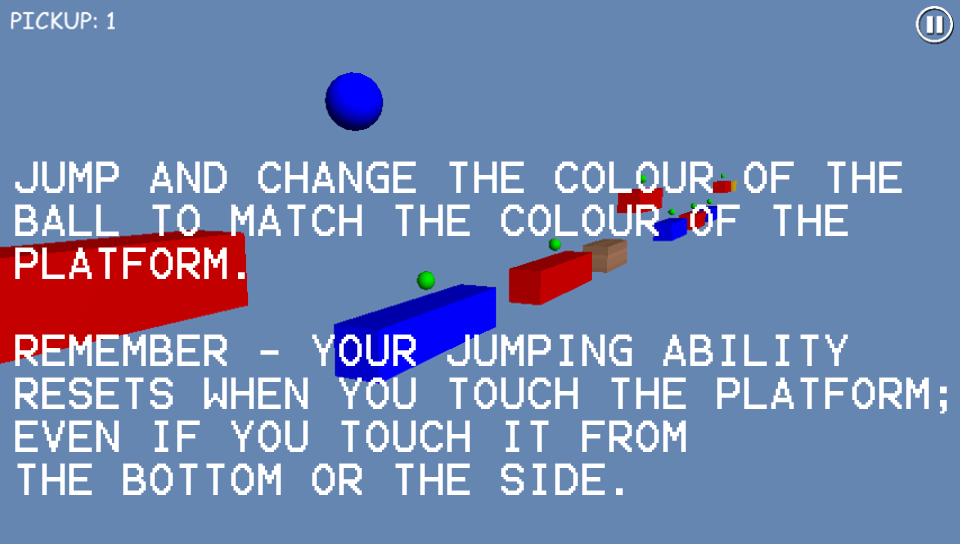 PICKUP: 1
JUMP AND CHANGE THE COLOUR OF THE
BALL TO MATCH THE COLOUR OF THE
PLATFORM.
REMEMBER - YOUR JUMPING ABILITY
RESETS WHEN YOU TOUCH THE PLATFORM;
EVEN IF YOU TOUCH IT FROM
THE BOTTOM OR THE SIDE.